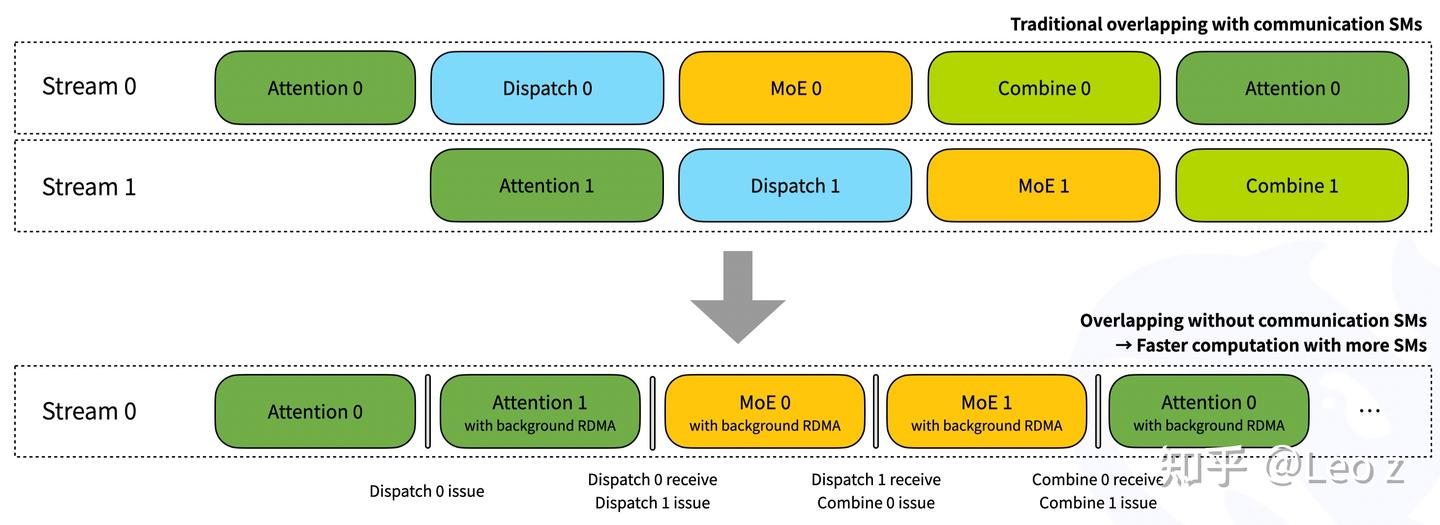 Traditional overlapping with communication SMs
Stream 0
Attention 0
Dispatch 0
MoE 0
Combine 0
Attention 0
Stream 1
Attention 1
Dispatch 1
MoE 1
Combine 1
Overlapping without communication SMs
→ Faster computation with more SMs
Stream 0
Attention 0
Attention 1
with background RDMA
MoE 0
with background RDMA
MoE 1
with background RDMA
Attention 0
with background RDMA
...
Dispatch 0 issue
Dispatch 0 receive
Dispatch 1 issue
Dispatch 1 receive
Combine 0 issue
Combine 0 receive
Combine 1 issue
知乎 @Leo z